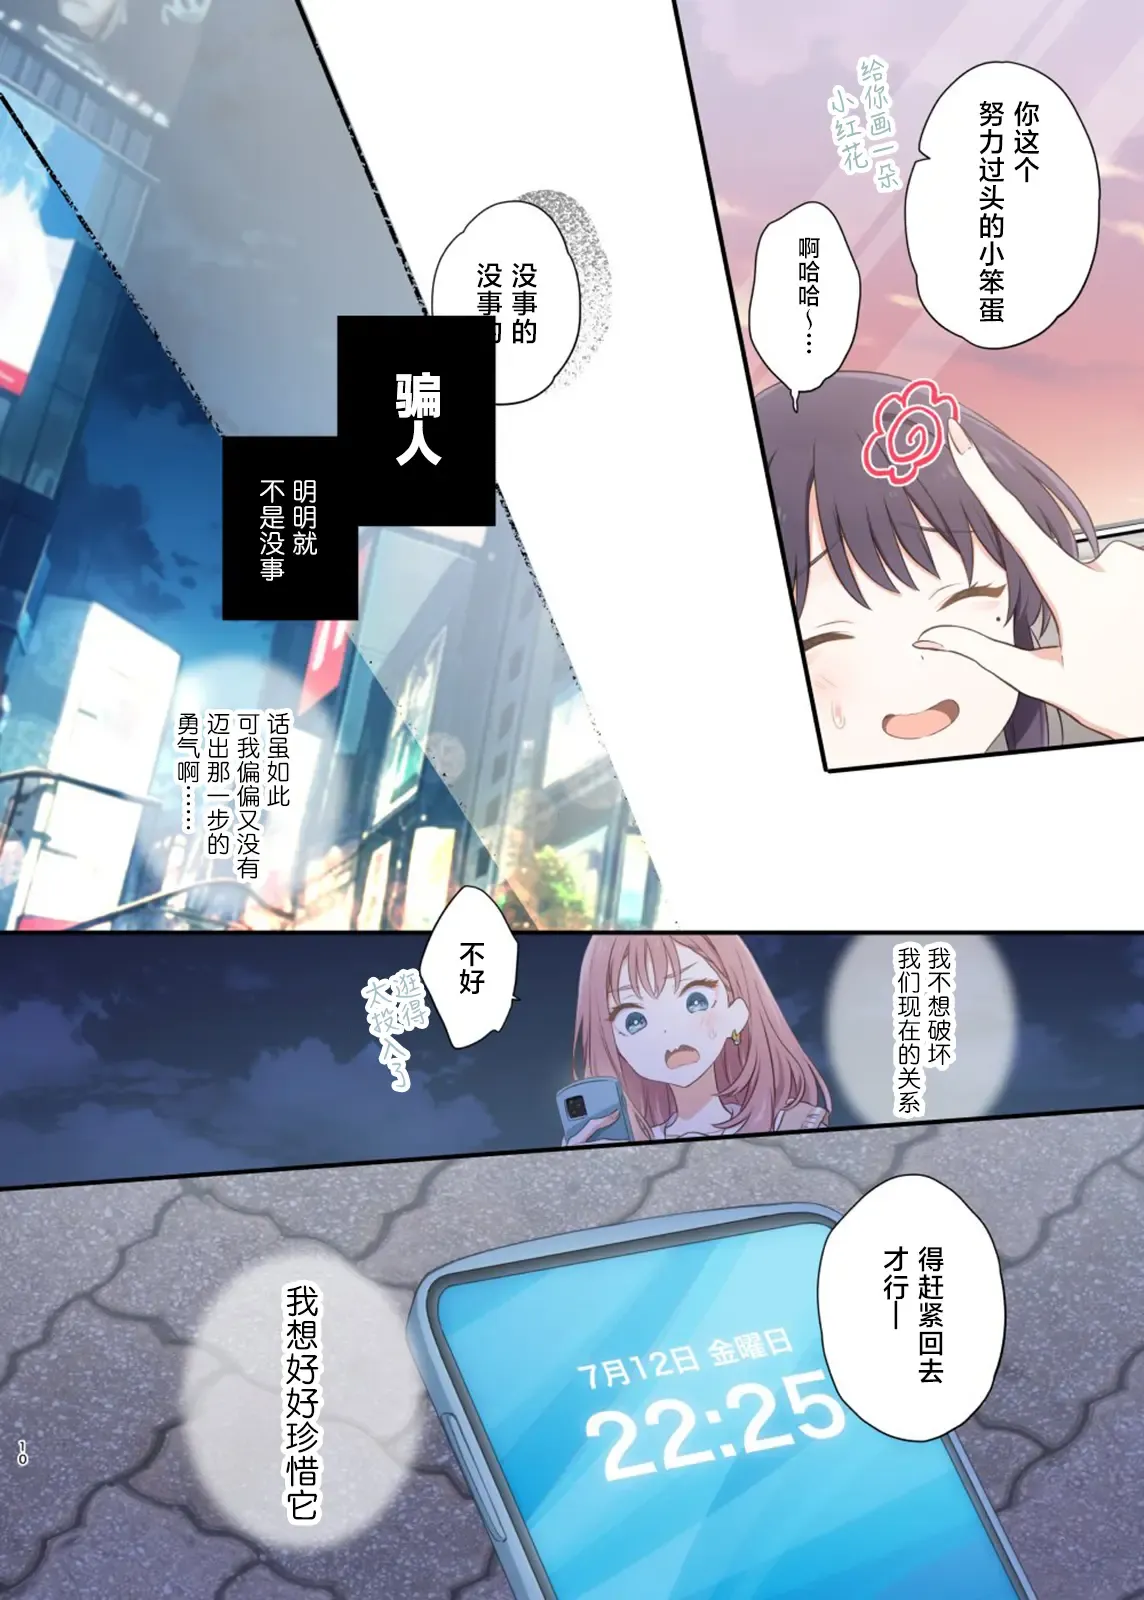 你这个
努力过头的小笨蛋
给你画一朵
小红花
啊哈哈～…
没事的
没事的
骗人
明明就
不是没事
话虽如此
可我偏偏又没有
迈出那一步的
勇气啊……
我不想破坏
我们现在的关系
不好
逛得
太投入了
得赶紧回去
才行—
7月12日 金曜日
22:25
我想好好珍惜它
10